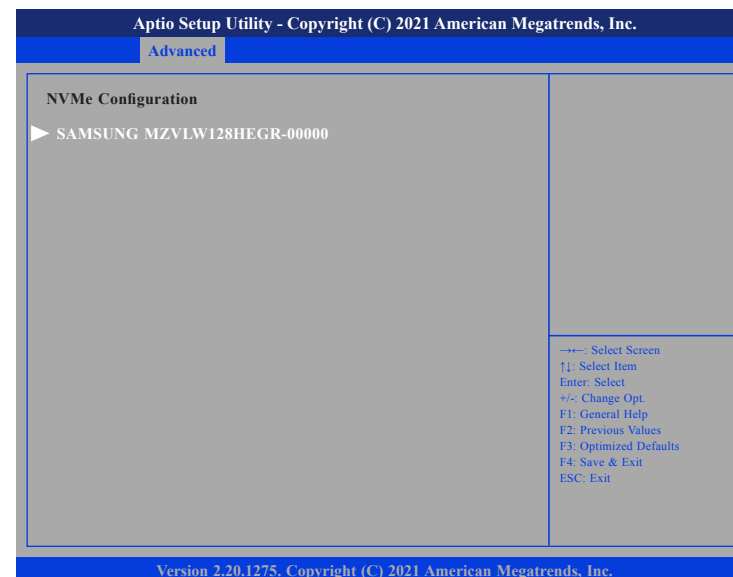 Aptio Setup Utility - Copyright (C) 2021 American Megatrends, Inc.
Advanced
NVMe Configuration
SAMSUNG MZVLW128HEGR-00000
→←: Select Screen
↑↓: Select Item
Enter: Select
+/-: Change Opt.
F1: General Help
F2: Previous Values
F3: Optimized Defaults
F4: Save & Exit
ESC: Exit
Version 2.20.1275. Copyright (C) 2021 American Megatrends, Inc.